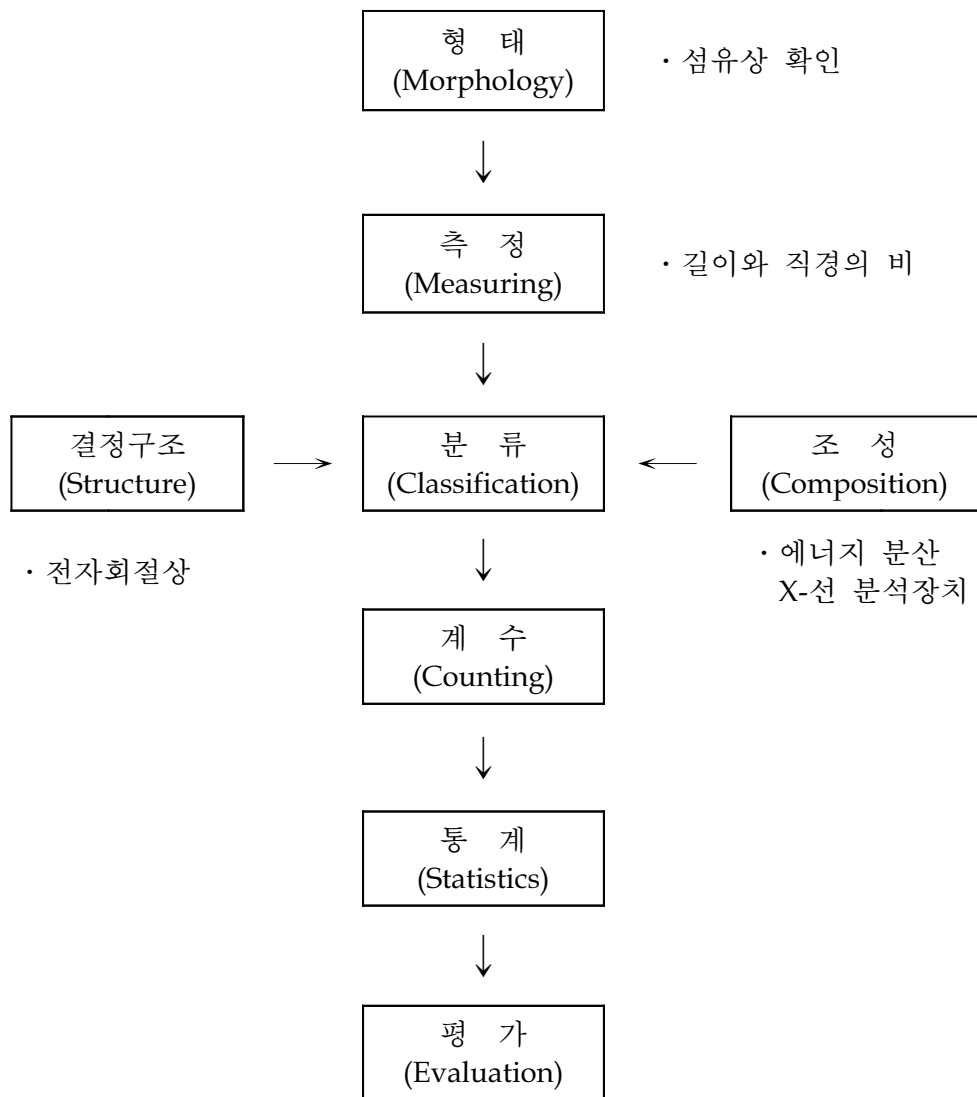 형 태
(Morphology)
· 섬유상 확인
측 정
(Measuring)
· 길이와 직경의 비
결정구조
(Structure)
분 류
(Classification)
조 성
(Composition)
· 전자회절상
· 에너지 분산
X-선 분석장치
계 수
(Counting)
통 계
(Statistics)
평 가
(Evaluation)